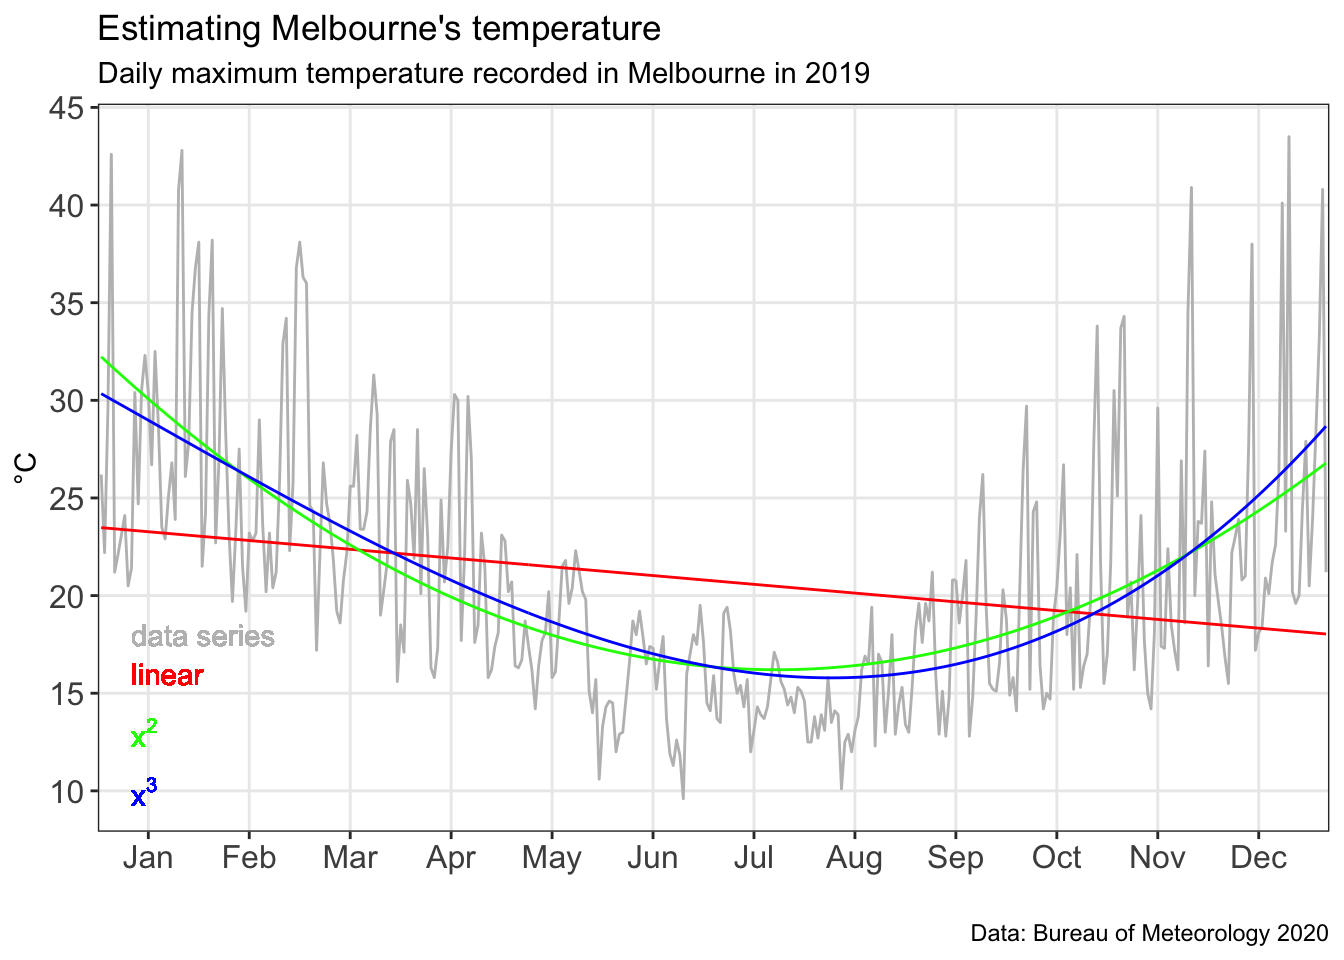 Estimating Melbourne's temperature
Daily maximum temperature recorded in Melbourne in 2019
45
40
35
30
25
20
15
10
°C
data series
linear
x²
x³
Jan Feb Mar Apr May Jun Jul Aug Sep Oct Nov Dec
Data: Bureau of Meteorology 2020